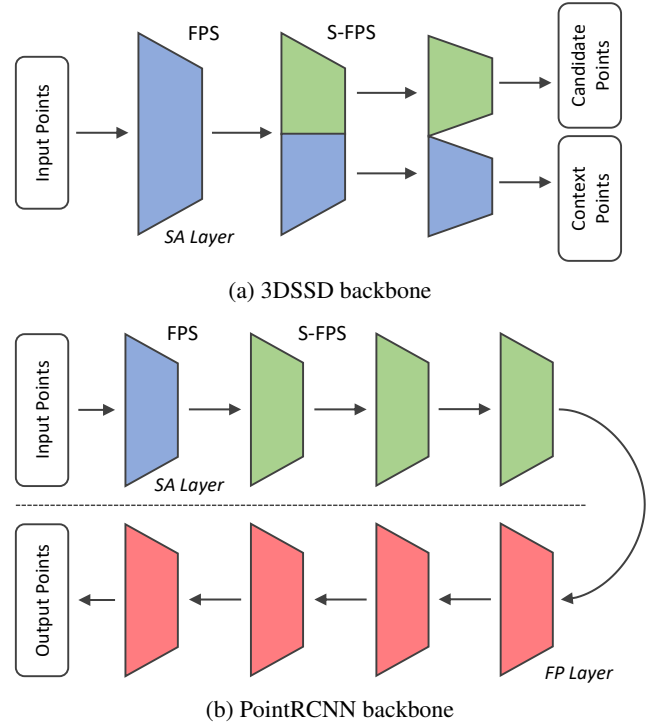 FPS
S-FPS
Input Points
SA Layer
Candidate
Points
Context
Points
(a) 3DSSD backbone
FPS
S-FPS
Input Points
SA Layer
Output Points
FP Layer
(b) PointRCNN backbone